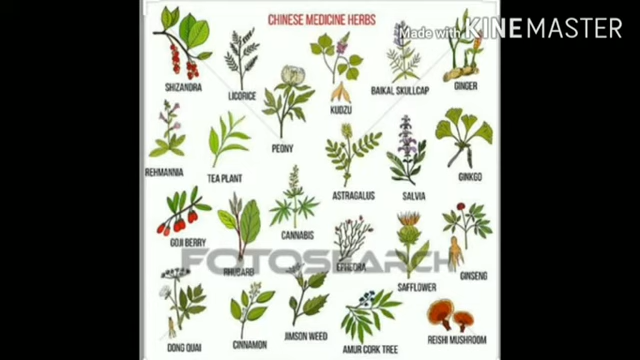 CHINESE MEDICINE HERBS
Made with KINEMASTER
SHIZANDRA
LICORICE
PEONY
KUDZU
BAIKAL SKULLCAP
GINGER
REHMANNIA
TEA PLANT
ASTRAGALUS
SALVIA
GINKGO
GOJI BERRY
RHUBARB
CANNABIS
EPHEDRA
SAFFLOWER
GINSENG
FOTOSEARCH
DONG QUAI
CINNAMON
JIMSON WEED
AMUR CORK TREE
REISHI MUSHROOM